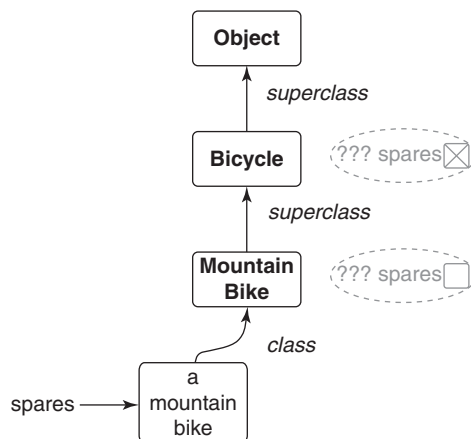 Object
superclass
Bicycle
??? spares
superclass
Mountain
Bike
??? spares
class
a
mountain
bike
spares